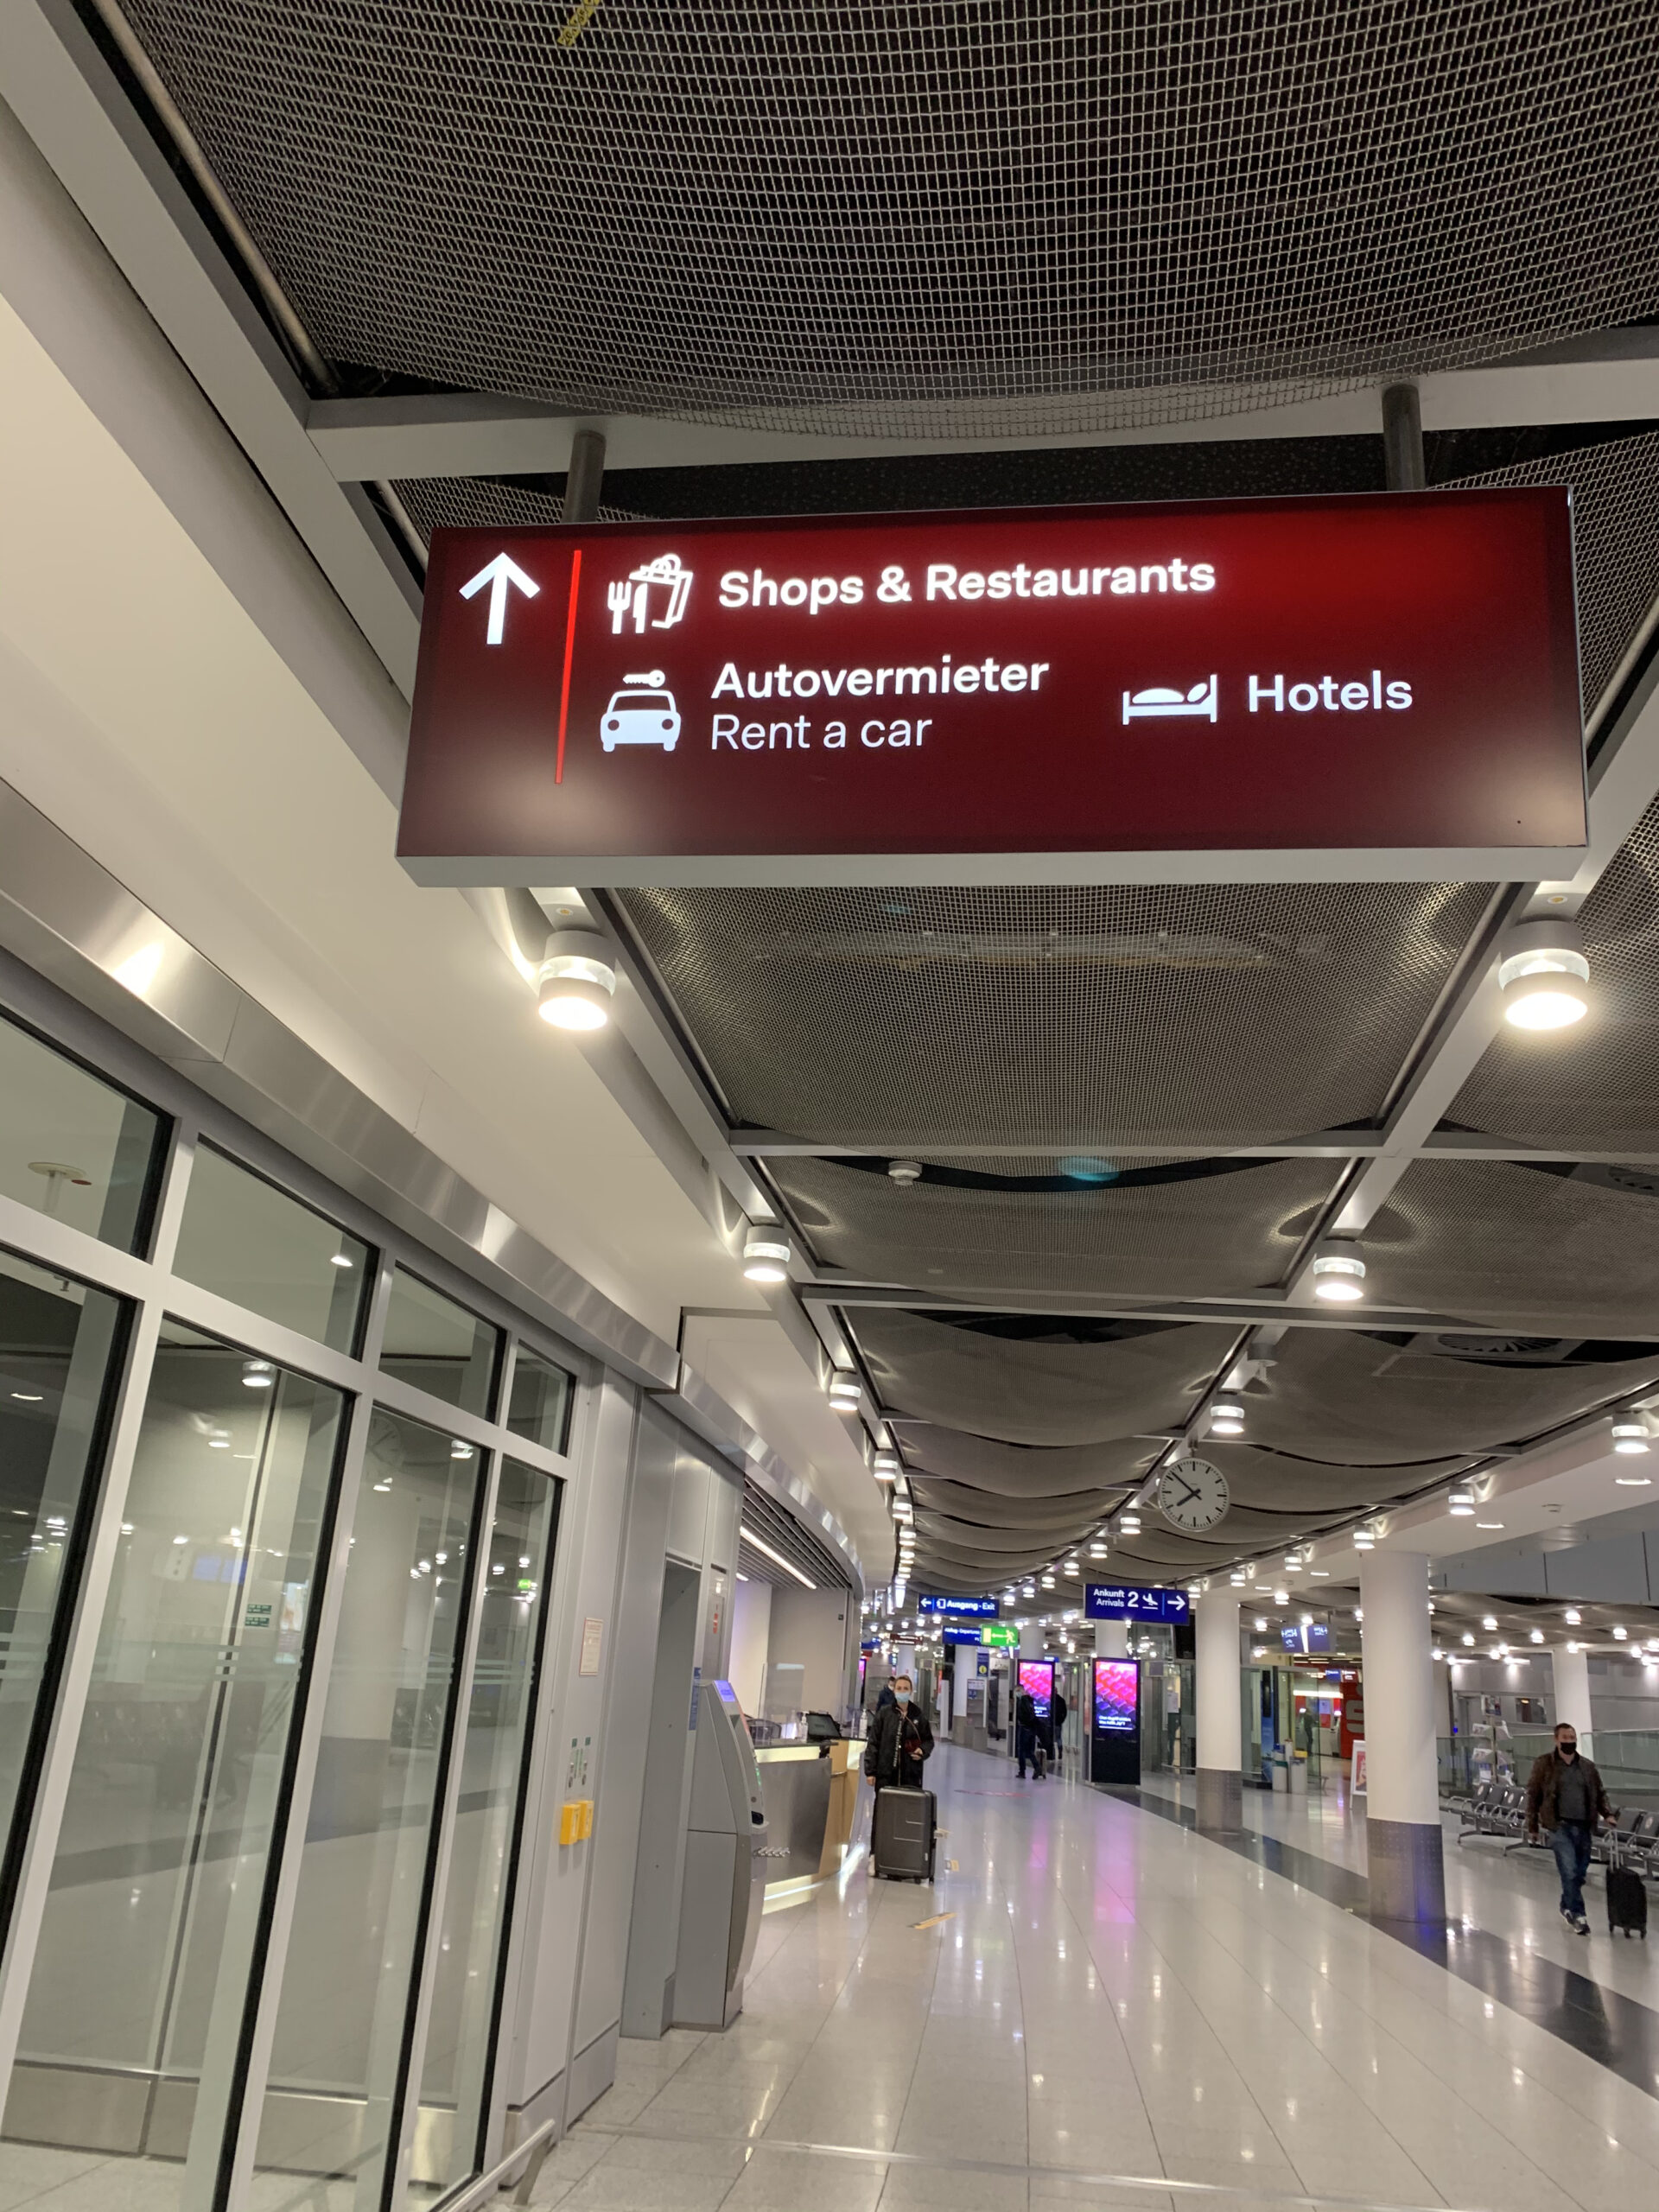 Shops & Restaurants
Autovermieter
Rent a car
Hotels
Ausgang - Exit
Ankunft
Arrivals
2